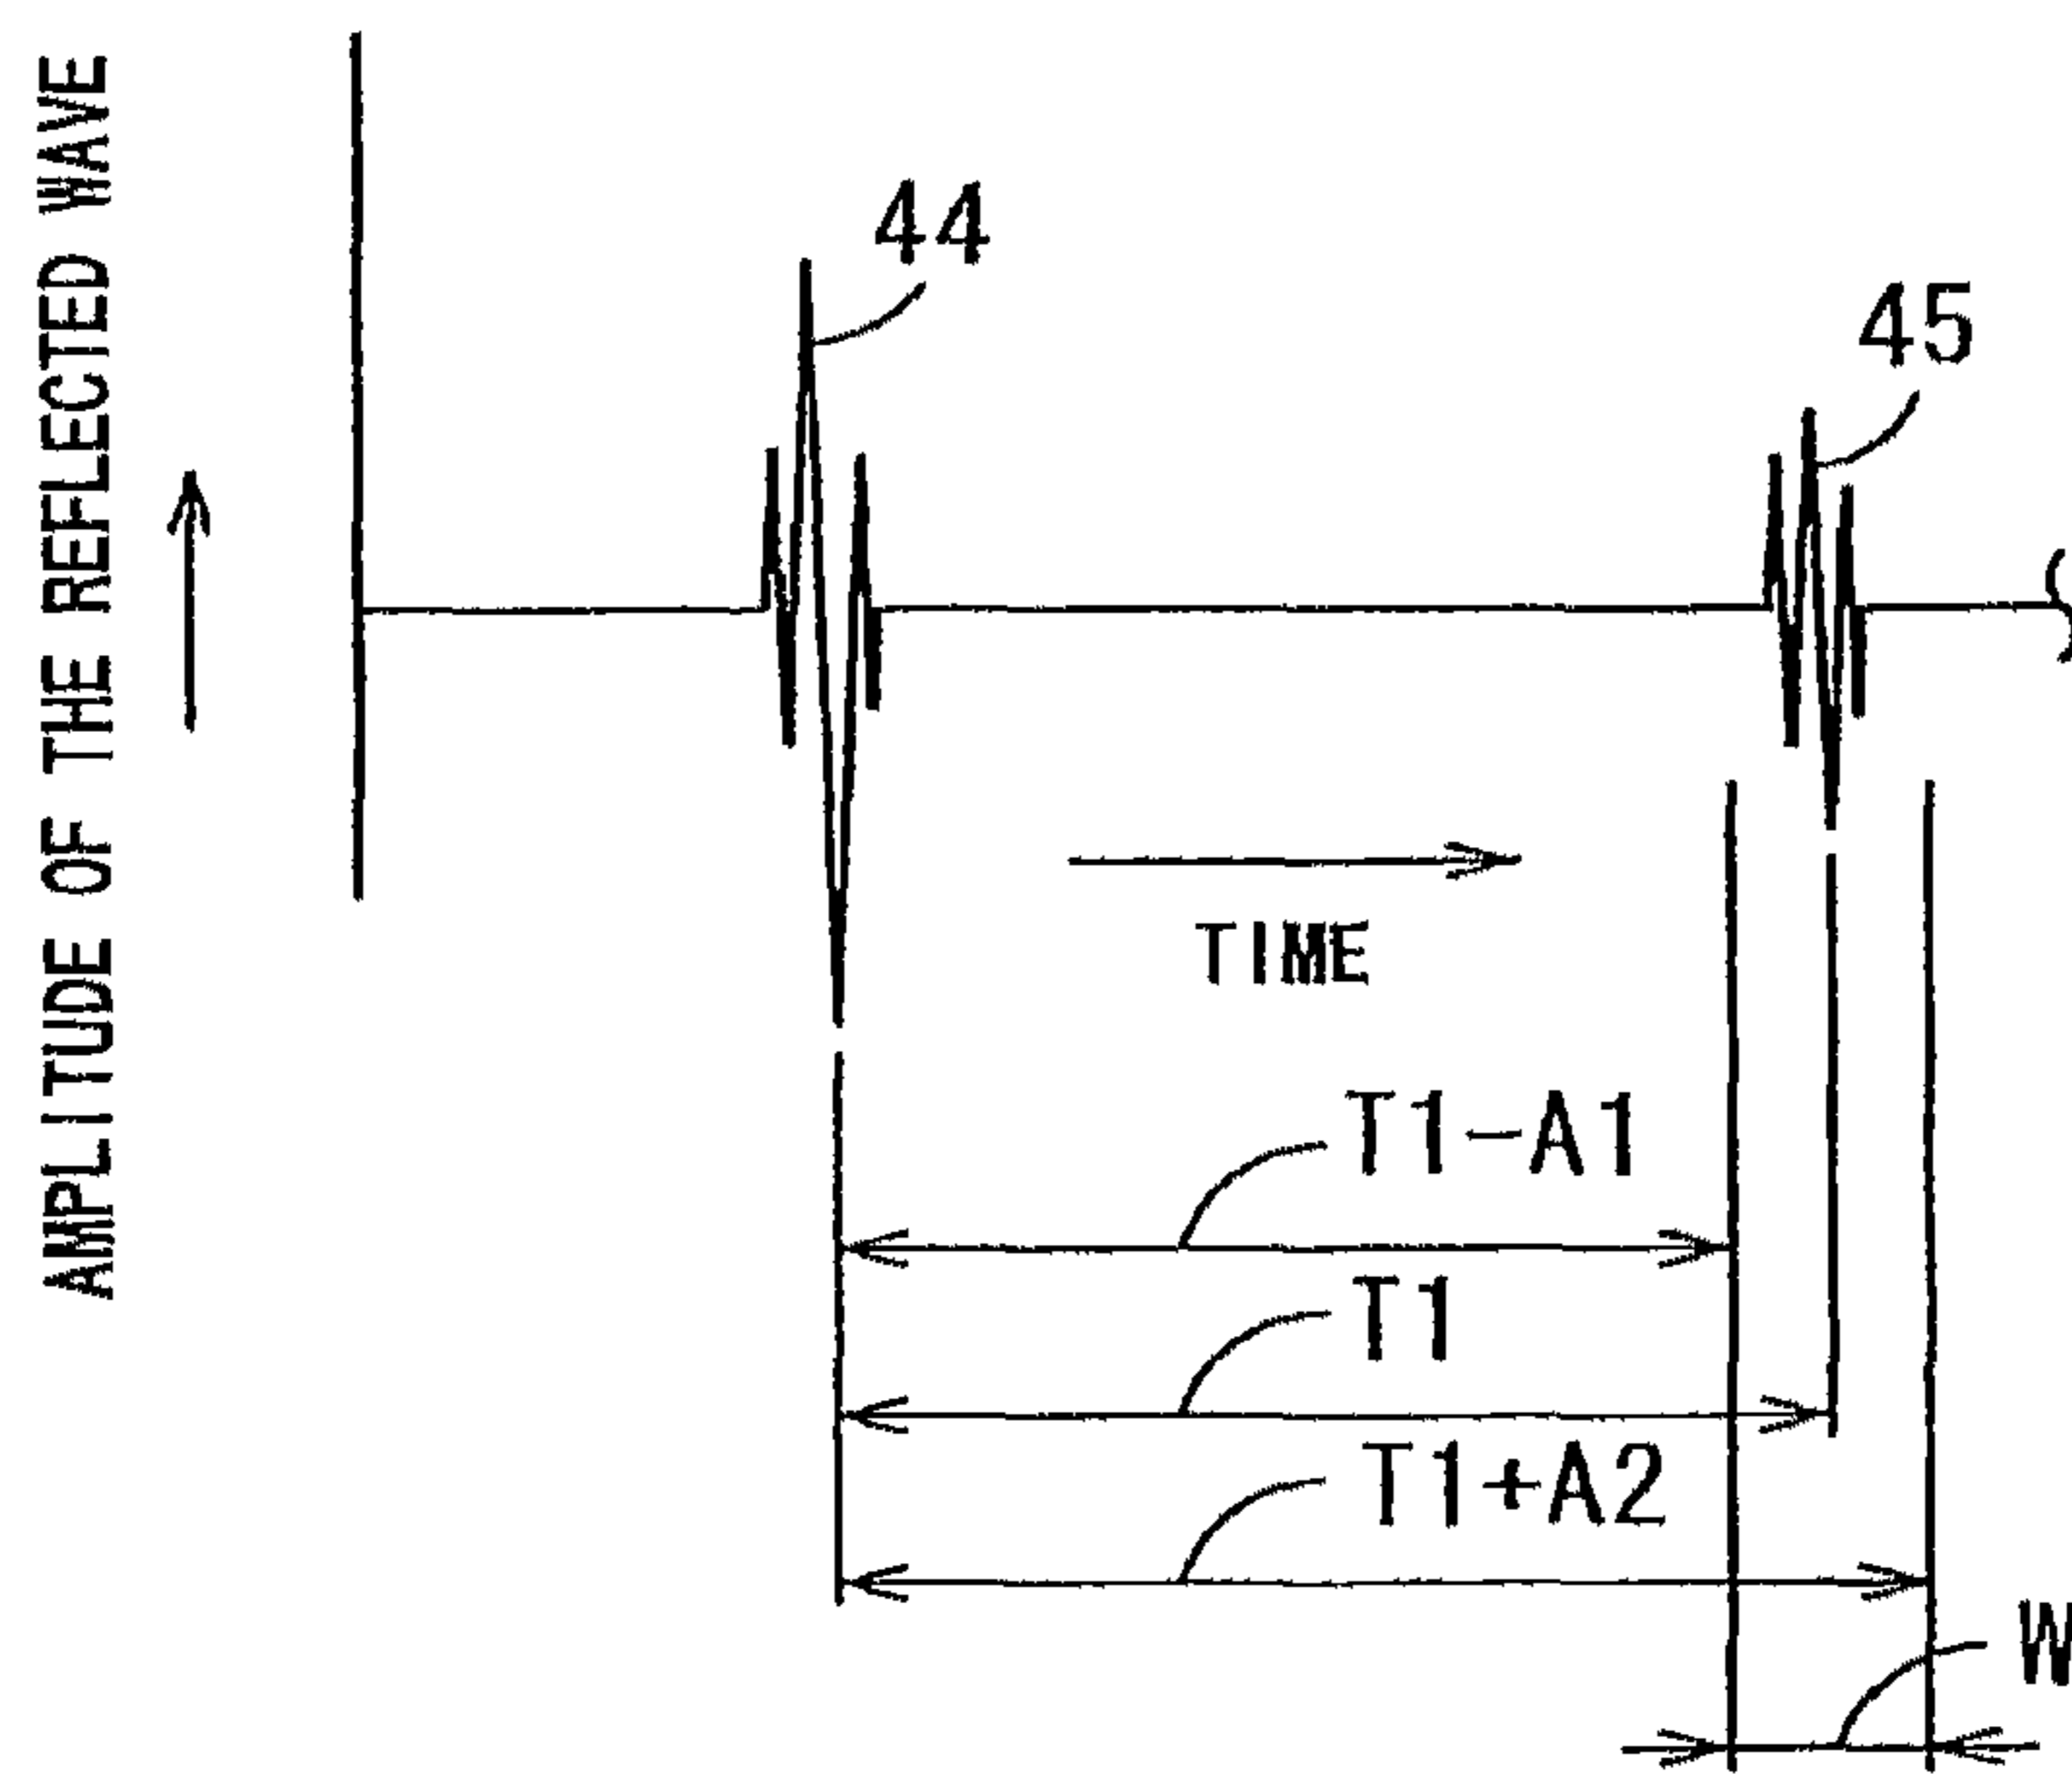 AMPLITUDE OF THE REFLECTED WAVE
44
45
TIME
T1-A1
T1
T1+A2
W